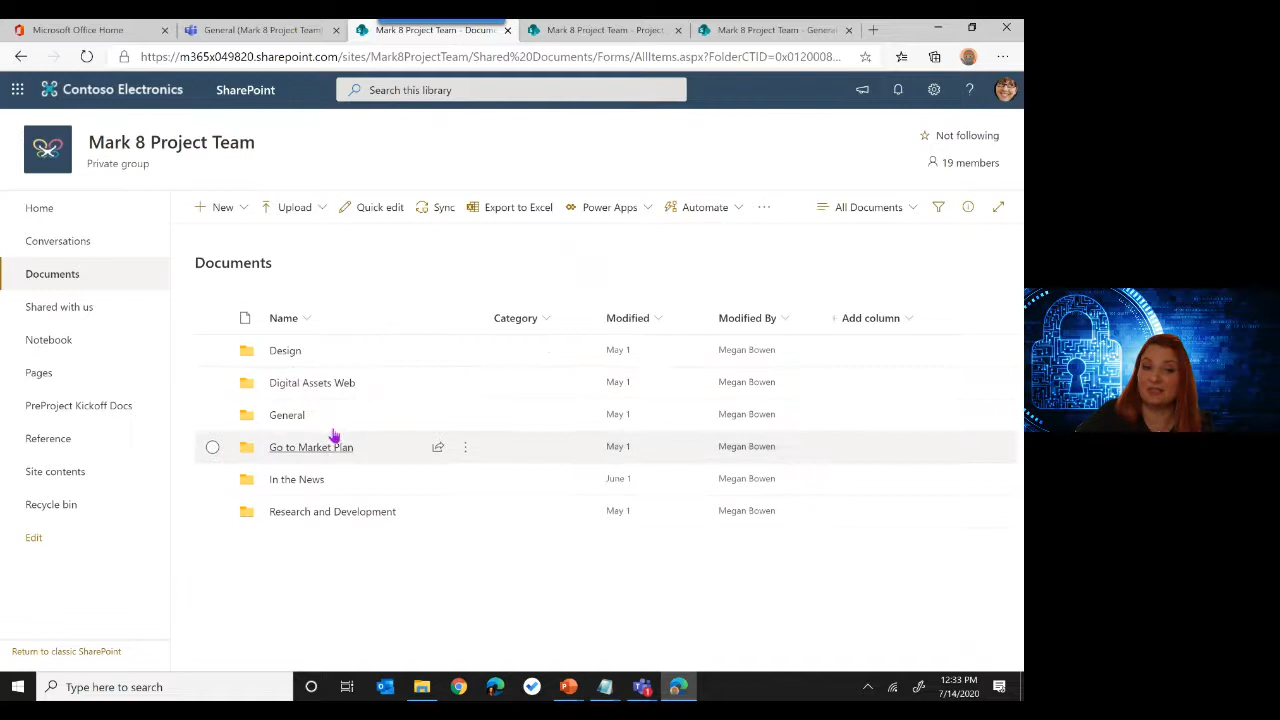 Microsoft Office Home
General (Mark 8 Project Team)
Mark 8 Project Team - Docume
Mark 8 Project Team - Project
Mark 8 Project Team - General
https://m365x049820.sharepoint.com/sites/Mark8ProjectTeam/Shared%20Documents/Forms/AllItems.aspx?FolderCTID=0x0120008...
Contoso Electronics
SharePoint
Search this library
Mark 8 Project Team
Private group
Not following
19 members
Home
Conversations
Documents
Shared with us
Notebook
Pages
PreProject Kickoff Docs
Reference
Site contents
Recycle bin
Edit
Return to classic SharePoint
New Upload Quick edit Sync Export to Excel Power Apps Automate ... All Documents
Documents
Name Category Modified Modified By + Add column
Design May 1 Megan Bowen
Digital Assets Web May 1 Megan Bowen
General May 1 Megan Bowen
Go to Market Plan May 1 Megan Bowen
In the News June 1 Megan Bowen
Research and Development May 1 Megan Bowen
Type here to search
12:33 PM
7/14/2020